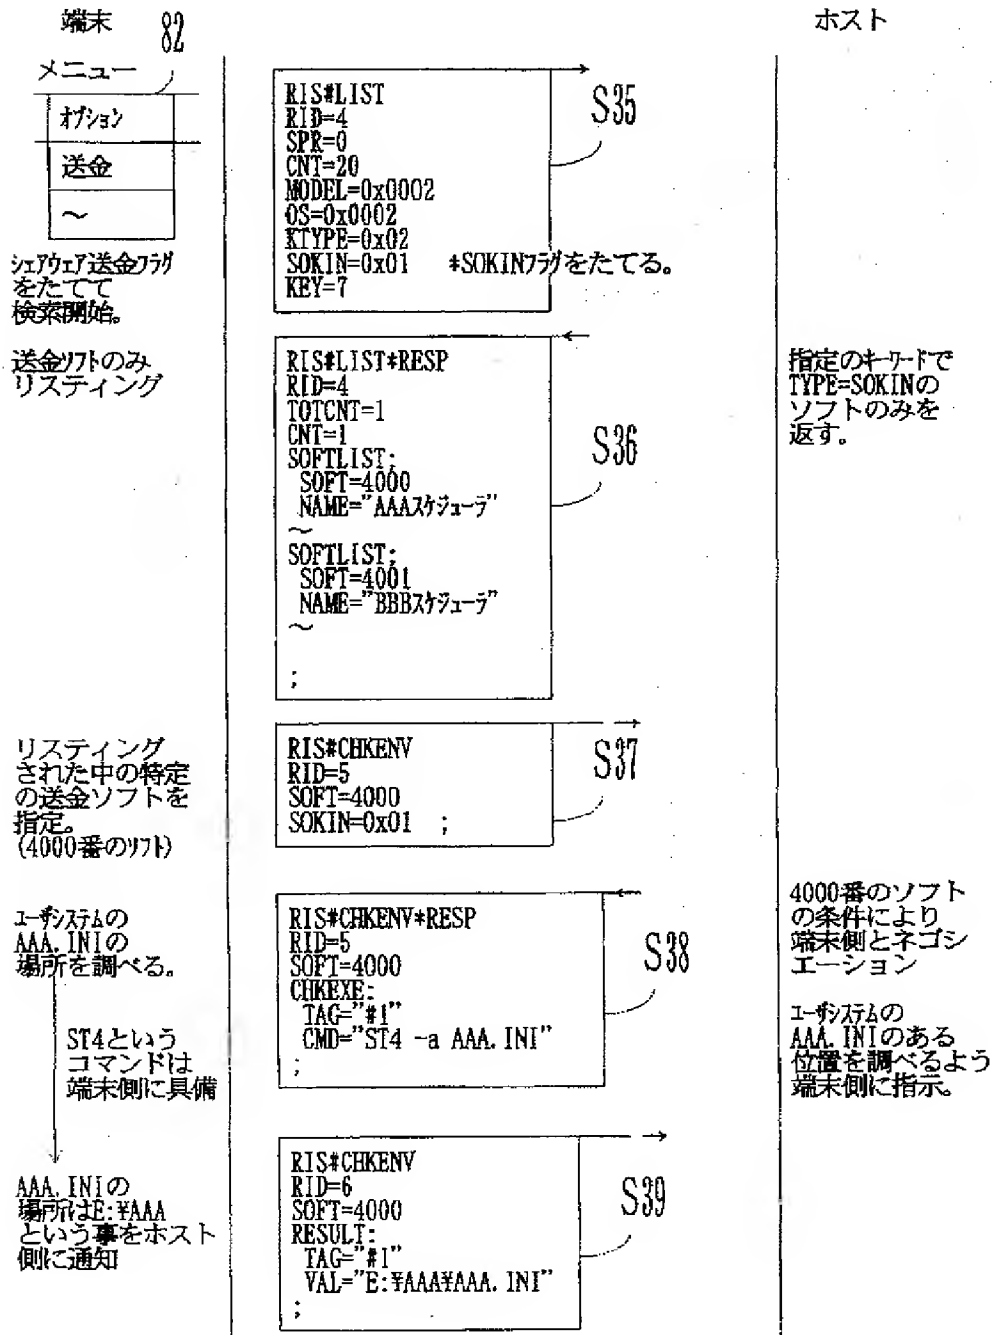 端末
82
ホスト
メニュー
オプション
送金
～
シェアウェア送金フラグ
をたてて
検索開始。
RIS#LIST
RID=4
SPR=0
CNT=20
MODEL=0x0002
OS=0x0002
KTYPE=0x02
SOKIN=0x01 *SOKINフラグをたてる。
KEY=7
S35
送金ソフトのみ
リスティング
RIS#LIST*RESP
RID=4
TOTCNT=1
CNT=1
SOFTLIST;
SOFT=4000
NAME="AAAスケジューラ"
～
SOFTLIST;
SOFT=4001
NAME="BBBスケジューラ"
～
;
S36
指定のキーワードで
TYPE=SOKINの
ソフトのみを
返す。
リスティング
された中の特定
の送金ソフトを
指定。
(4000番のソフト)
RIS#CHKENV
RID=5
SOFT=4000
SOKIN=0x01 ;
S37
ユーザシステムの
AAA.INIの
場所を調べる。
ST4という
コマンドは
端末側に具備
RIS#CHKENV*RESP
RID=5
SOFT=4000
CHKEXE:
TAG="#1"
CMD="ST4 -a AAA.INI"
;
S38
4000番のソフト
の条件により
端末側とネゴシ
エーション
ユーザシステムの
AAA.INIのある
位置を調べるよう
端末側に指示。
AAA.INIの
場所はE:¥AAA
という事をホスト
側に通知
RIS#CHKENV
RID=6
SOFT=4000
RESULT:
TAG="#1"
VAL="E:¥AAA¥AAA.INI"
;
S39